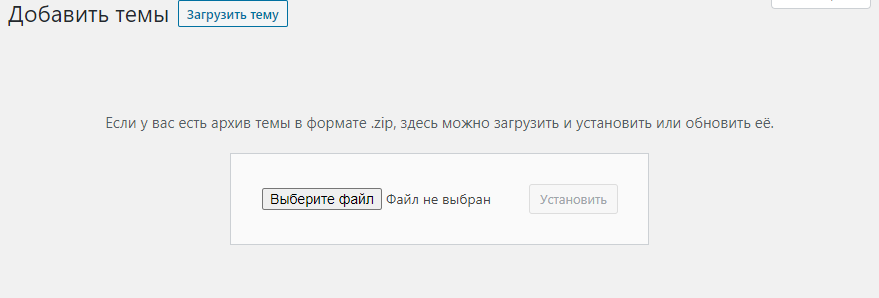 Добавить темы Загрузить тему
Если у вас есть архив темы в формате .zip, здесь можно загрузить и установить или обновить её.
Выберите файл Файл не выбран Установить